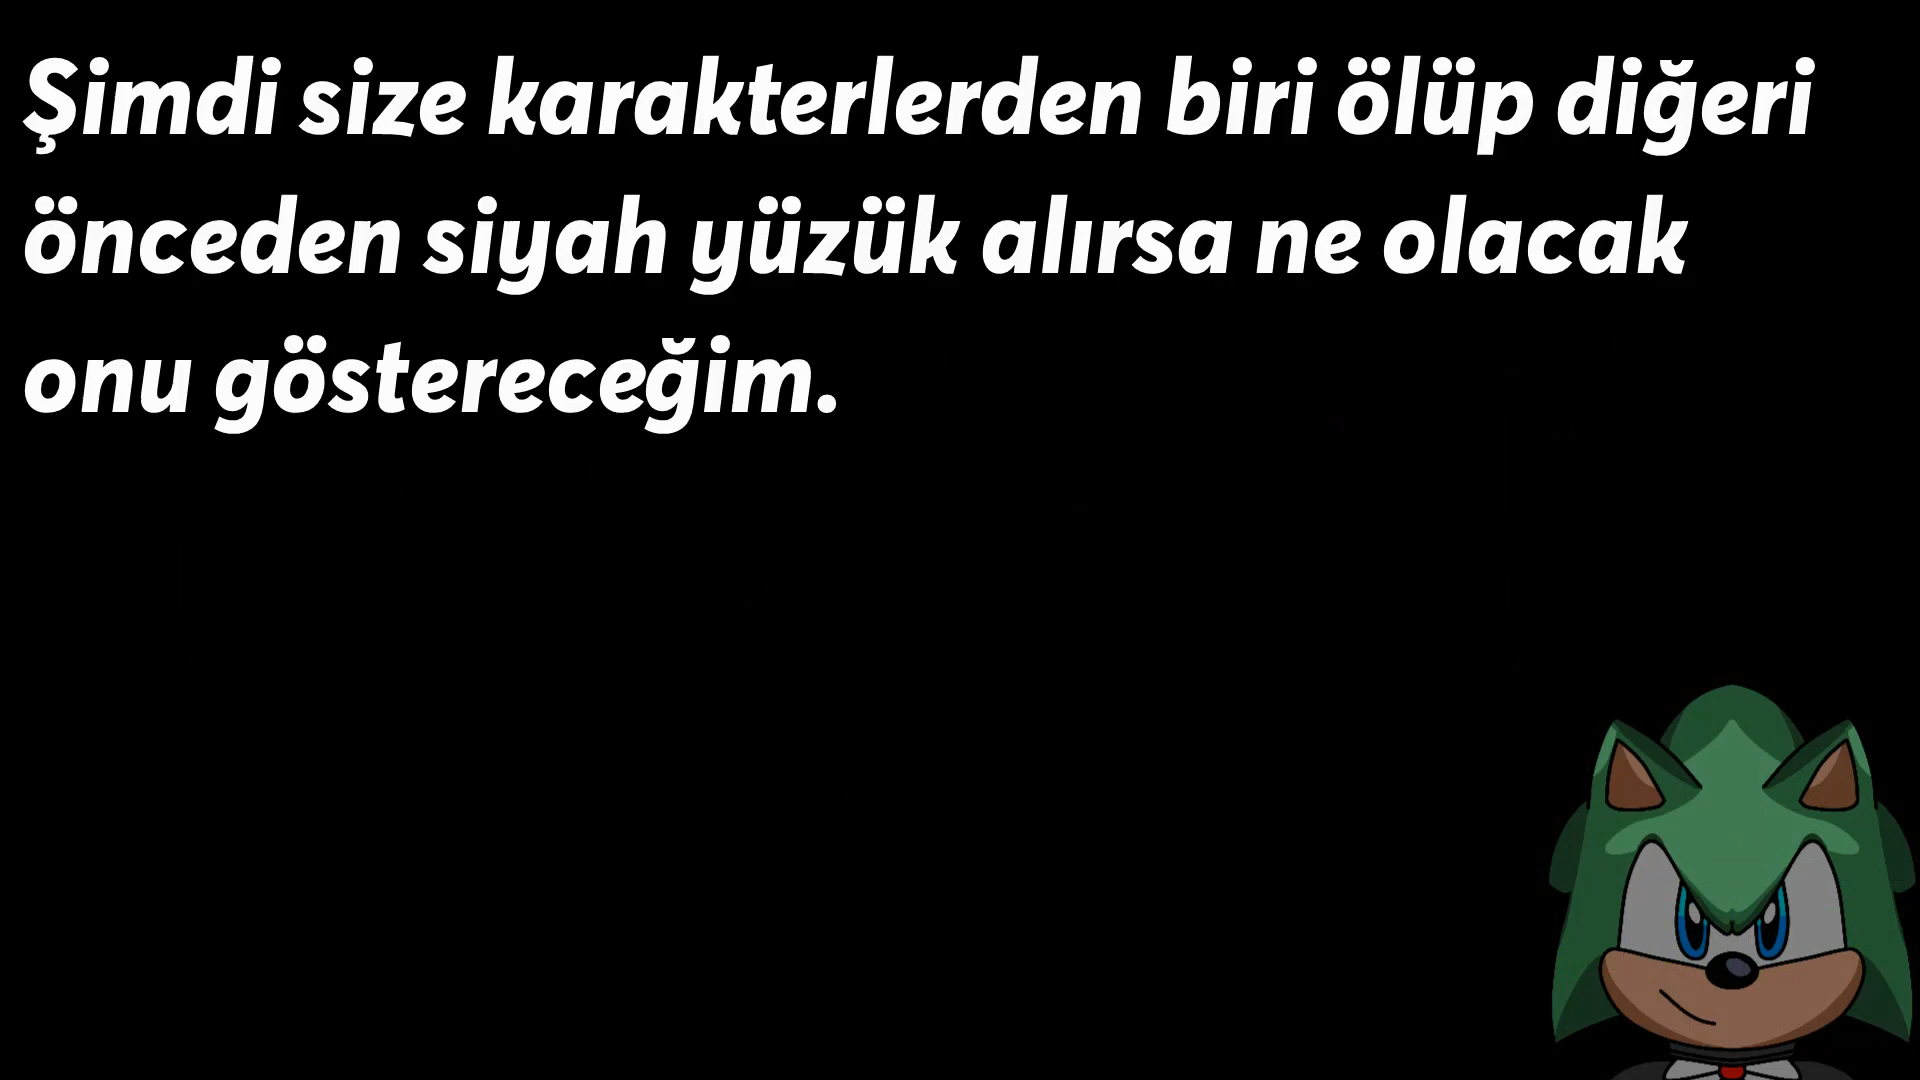 Şimdi size karakterlerden biri ölüp diğeri
önceden siyah yüzük alırsa ne olacak
onu göstereceğim.